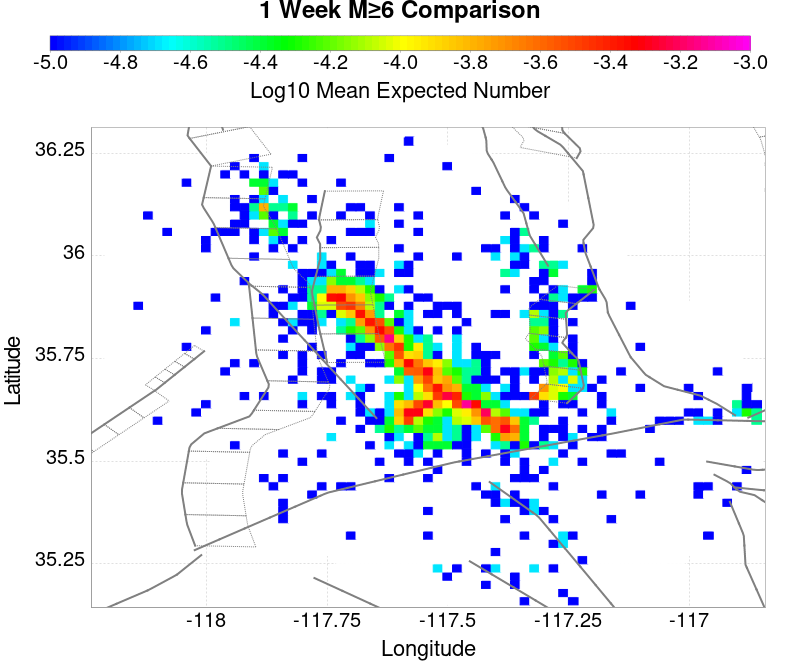 1 Week M≥6 Comparison
-5.0 -4.8 -4.6 -4.4 -4.2 -4.0 -3.8 -3.6 -3.4 -3.2 -3.0
Log10 Mean Expected Number
36.25
36
35.75
35.5
35.25
Latitude
-118 -117.75 -117.5 -117.25 -117
Longitude